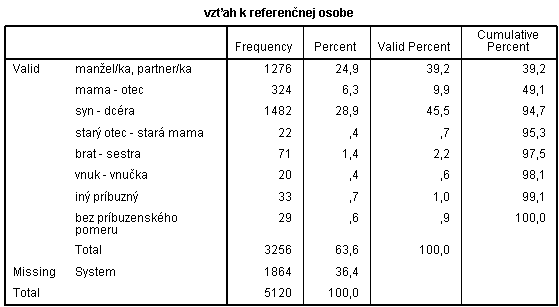 vzťah k referenčnej osobe
Frequency Percent Valid Percent Cumulative Percent
Valid manžel/ka, partner/ka 1276 24,9 39,2 39,2
mama - otec 324 6,3 9,9 49,1
syn - dcéra 1482 28,9 45,5 94,7
starý otec - stará mama 22 ,4 ,7 95,3
brat - sestra 71 1,4 2,2 97,5
vnuk - vnučka 20 ,4 ,6 98,1
iný príbuzný 33 ,7 1,0 99,1
bez príbuzenského pomeru 29 ,6 ,9 100,0
Total 3256 63,6 100,0
Missing System 1864 36,4
Total 5120 100,0